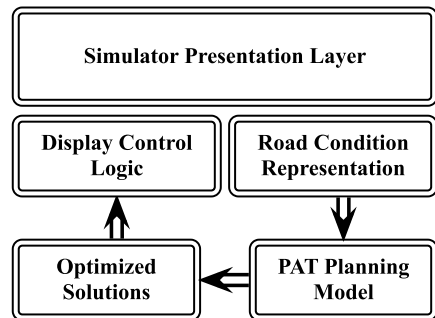 Simulator Presentation Layer
Display Control
Logic
Road Condition
Representation
Optimized
Solutions
PAT Planning
Model